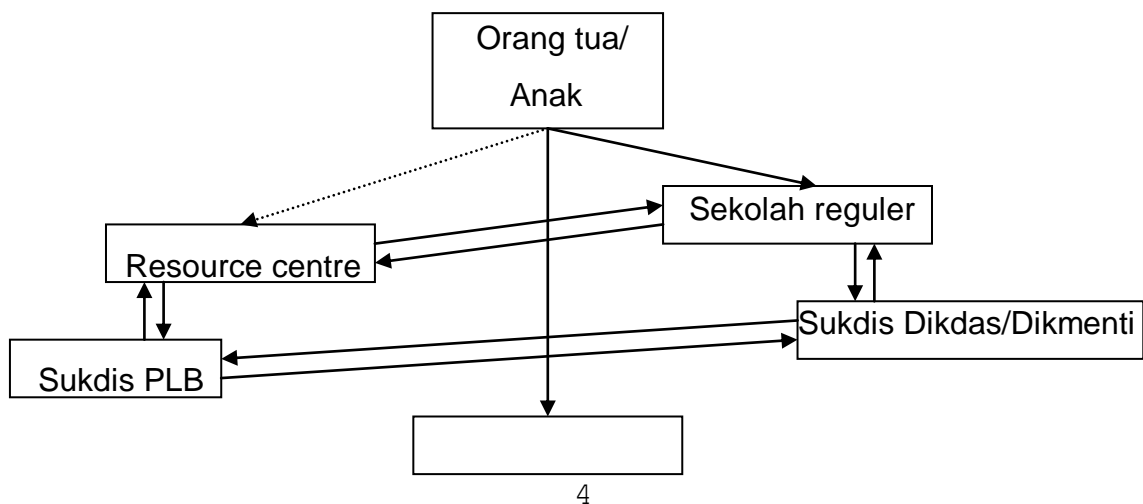 Orang tua/
Anak
Sekolah reguler
Resource centre
Sukdis Dikdas/Dikmenti
Sukdis PLB
4